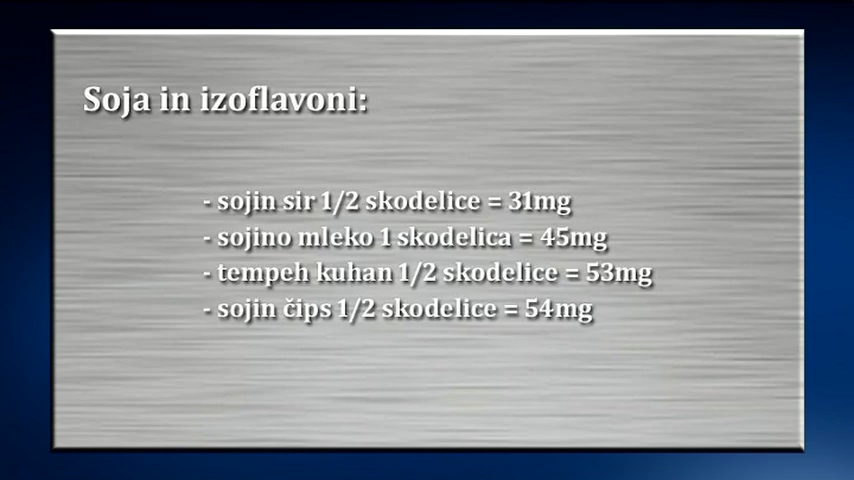 Soja in izoflavoni:
- sojin sir 1/2 skodelice = 31mg
- sojino mleko 1 skodelica = 45mg
- tempeh kuhan 1/2 skodelice = 53mg
- sojin čips 1/2 skodelice = 54mg